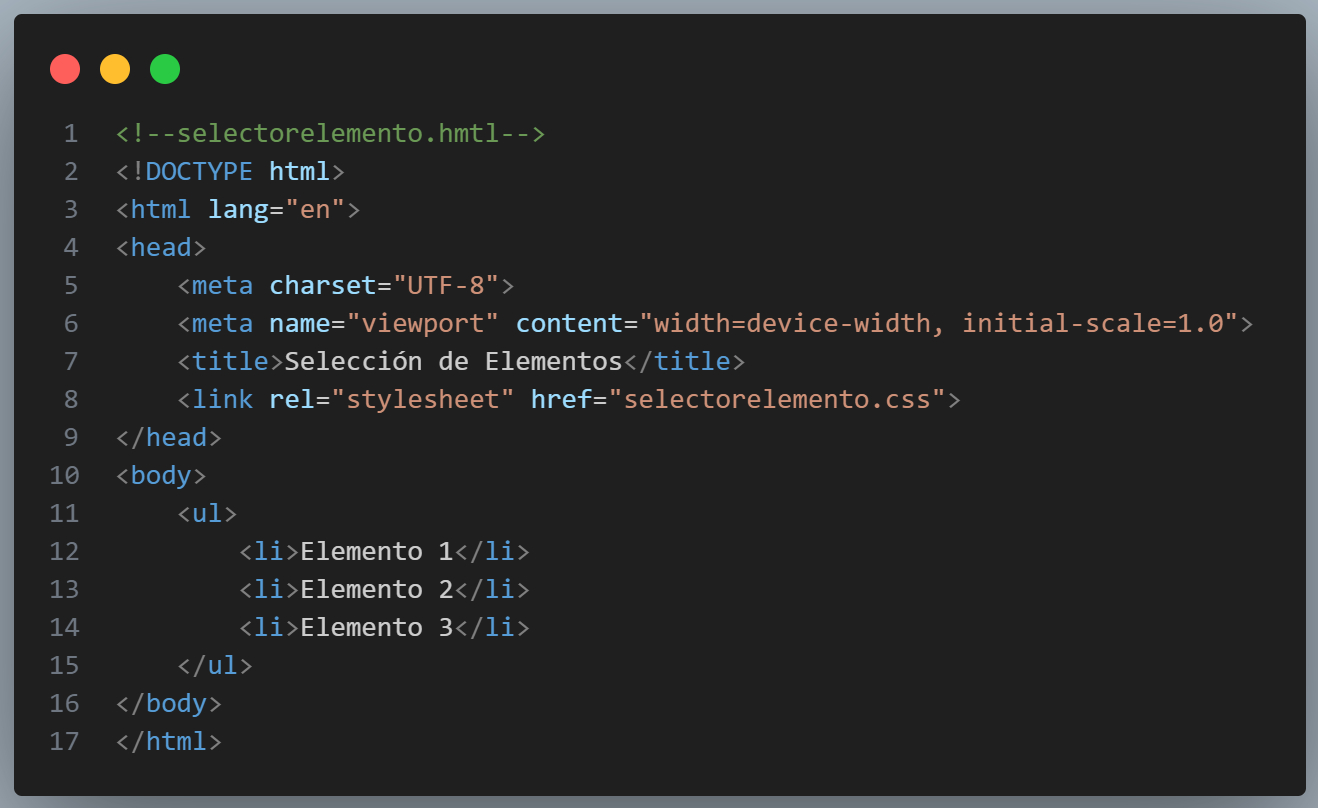 1 <!--selectorelemento.hmtl-->
2 <!DOCTYPE html>
3 <html lang="en">
4 <head>
5     <meta charset="UTF-8">
6     <meta name="viewport" content="width=device-width, initial-scale=1.0">
7     <title>Selección de Elementos</title>
8     <link rel="stylesheet" href="selectorelemento.css">
9 </head>
10 <body>
11     <ul>
12         <li>Elemento 1</li>
13         <li>Elemento 2</li>
14         <li>Elemento 3</li>
15     </ul>
16 </body>
17 </html>